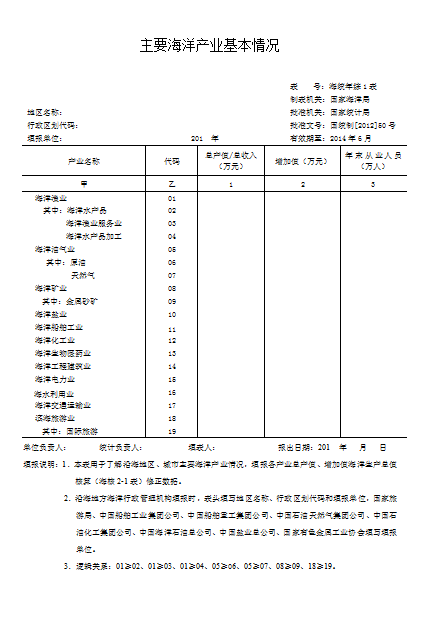 主要海洋产业基本情况
表　　号：海统年综1表
制表机关：国家海洋局
地区名称：　批准机关：国家统计局
行政区划代码：　批准文号：国统制[2012]50号
填报单位：　201　年　有效期至：2014年6月
产业名称　代码　总产值/总收入（万元）　增加值（万元）　年末从业人员（万人）
甲　乙　1　2　3
海洋渔业　01
其中：海洋水产品　02
海洋渔业服务业　03
海洋水产品加工　04
海洋油气业　05
其中：原油　06
天然气　07
海洋矿业　08
其中：金属砂矿　09
海洋盐业　10
海洋船舶工业　11
海洋化工业　12
海洋生物医药业　13
海洋工程建筑业　14
海洋电力业　15
海水利用业　16
海洋交通运输业　17
滨海旅游业　18
其中：国际旅游　19
单位负责人：　统计负责人：　填表人：　报出日期：201　年　月　日
填报说明：1．本表用于了解沿海地区、城市主要海洋产业情况，填报各产业总产值、增加值海洋生产总值
核算（海核2-1表）修正数据。
2．沿海地方海洋行政管理机构填报时，表头填写地区名称、行政区划代码和填报单位，国家旅
游局、中国船舶工业集团公司、中国船舶重工集团公司、中国石油天然气集团公司、中国石
油化工集团公司、中国海洋石油总公司、中国盐业总公司、国家有色金属工业协会填写填报
单位。
3．逻辑关系：01≥02，01≥03，01≥04，05≥06，05≥07，08≥09，18≥19。